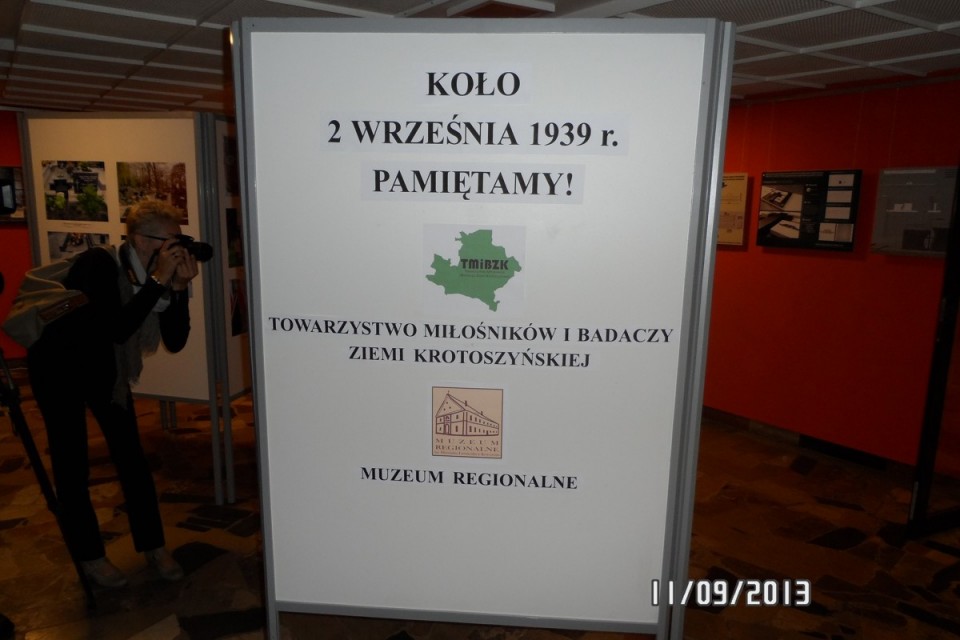 KOŁO
2 WRZEŚNIA 1939 r.
PAMIĘTAMY!
TMiBZK
TOWARZYSTWO MIŁOŚNIKÓW I BADACZY
ZIEMI KROTOSZYŃSKIEJ
MUZEUM
REGIONALNE
MUZEUM REGIONALNE
11/09/2013